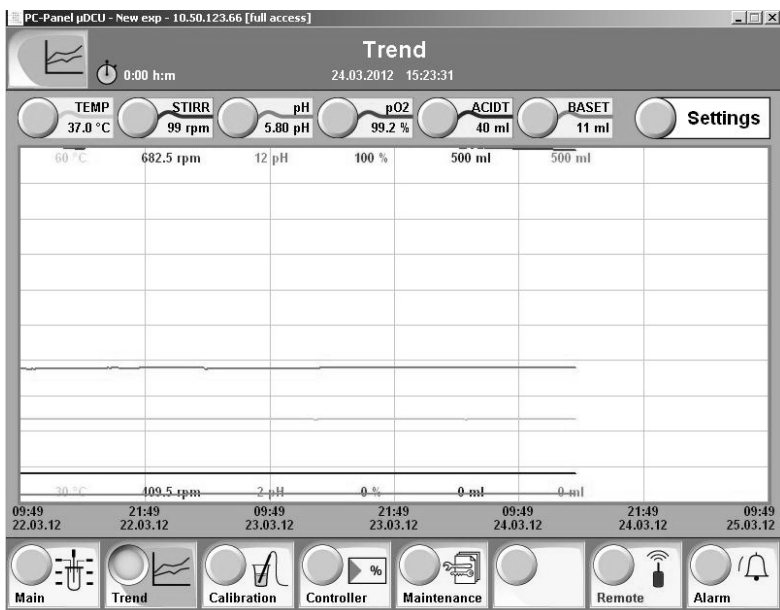 PC-Panel µDCU - New exp - 10.50.123.66 [full access]
Trend
0:00 h:m
24.03.2012 15:23:31
TEMP STIRR pH pO2 ACIDT BASET
37.0 °C 99 rpm 5.80 pH 99.2 % 40 ml 11 ml
Settings
60 °C 682.5 rpm 12 pH 100 % 500 ml 500 ml
30 °C 409.5 rpm 2 pH 0 % 0 ml 0 ml
09:49 21:49 09:49 21:49 09:49 21:49 09:49
22.03.12 22.03.12 23.03.12 23.03.12 24.03.12 24.03.12 25.03.12
%
Main Trend Calibration Controller Maintenance Remote Alarm